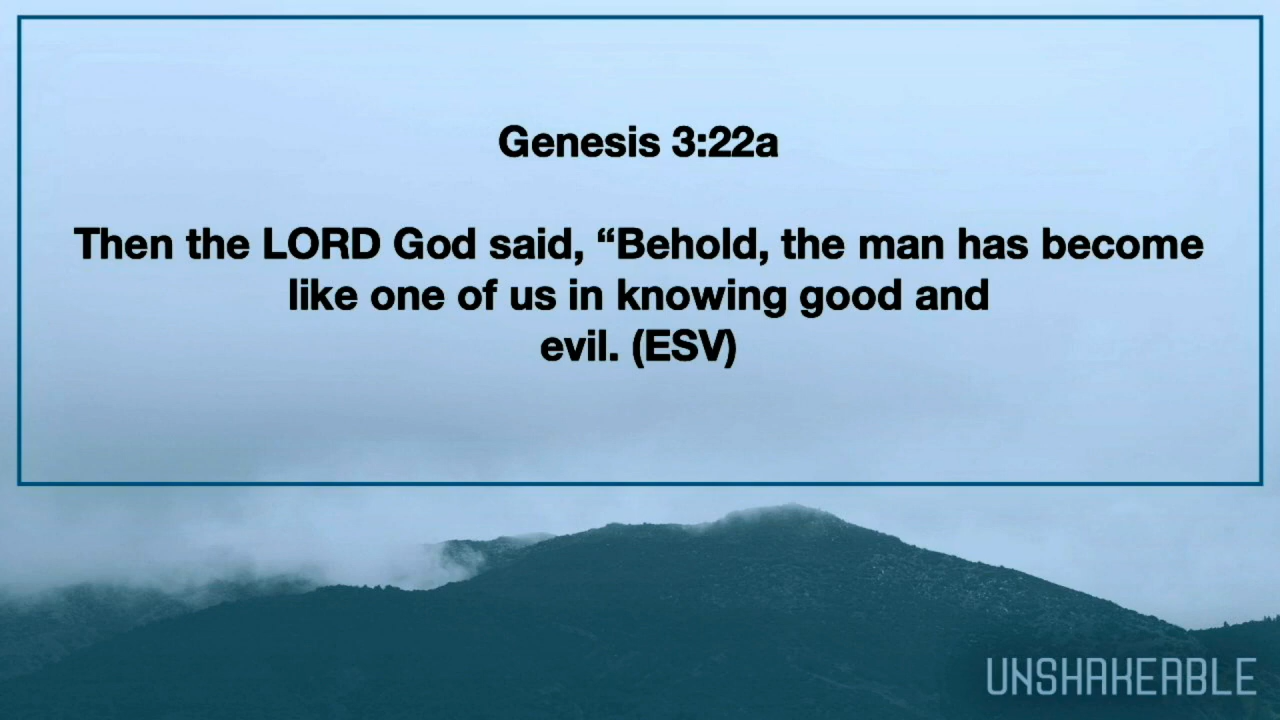 Genesis 3:22a
Then the LORD God said, “Behold, the man has become
like one of us in knowing good and
evil. (ESV)
UNSHAKEABLE